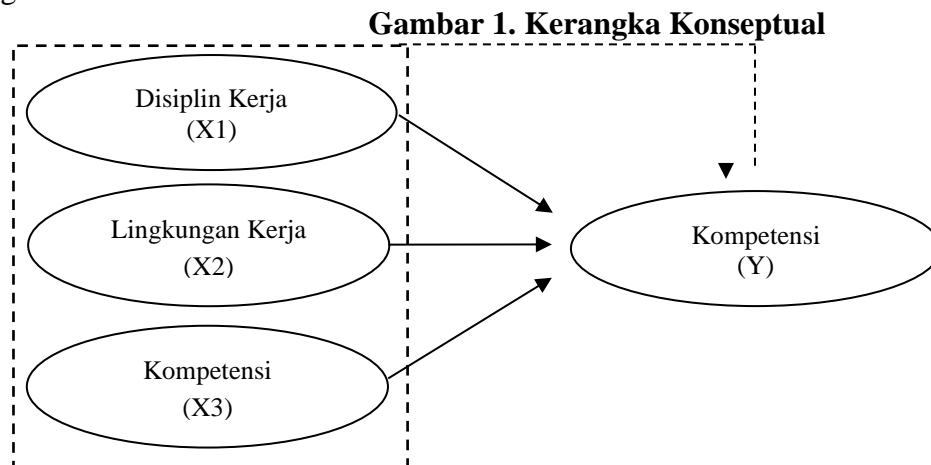 Gambar 1. Kerangka Konseptual
Disiplin Kerja
(X1)
Lingkungan Kerja
(X2)
Kompetensi
(X3)
Kompetensi
(Y)